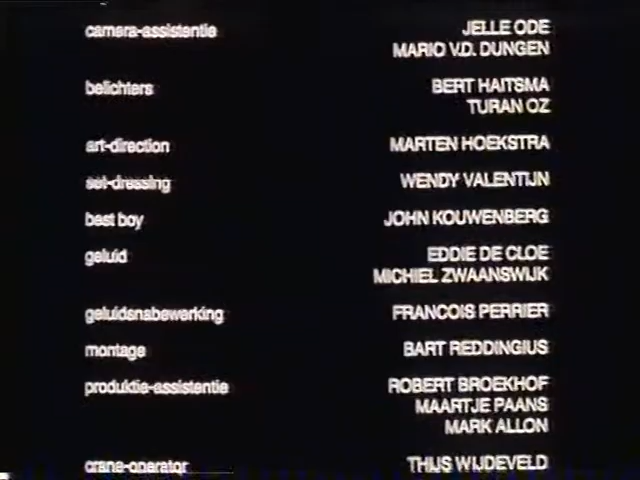 camera-assistentie JELLE ODE
MARIO V.D. DUNGEN
belichters BERT HAITSMA
TURAN OZ
art-direction MARTEN HOEKSTRA
set-dressing WENDY VALENTIJN
best boy JOHN KOUWENBERG
geluid EDDIE DE CLOE
MICHIEL ZWAANSWIJK
geluidsnabewerking FRANCOIS PERRIER
montage BART REDDINGIUS
produktie-assistentie ROBERT BROEKHOF
MAARTJE PAANS
MARK ALLON
crane-operator THIJS WIJDEVELD